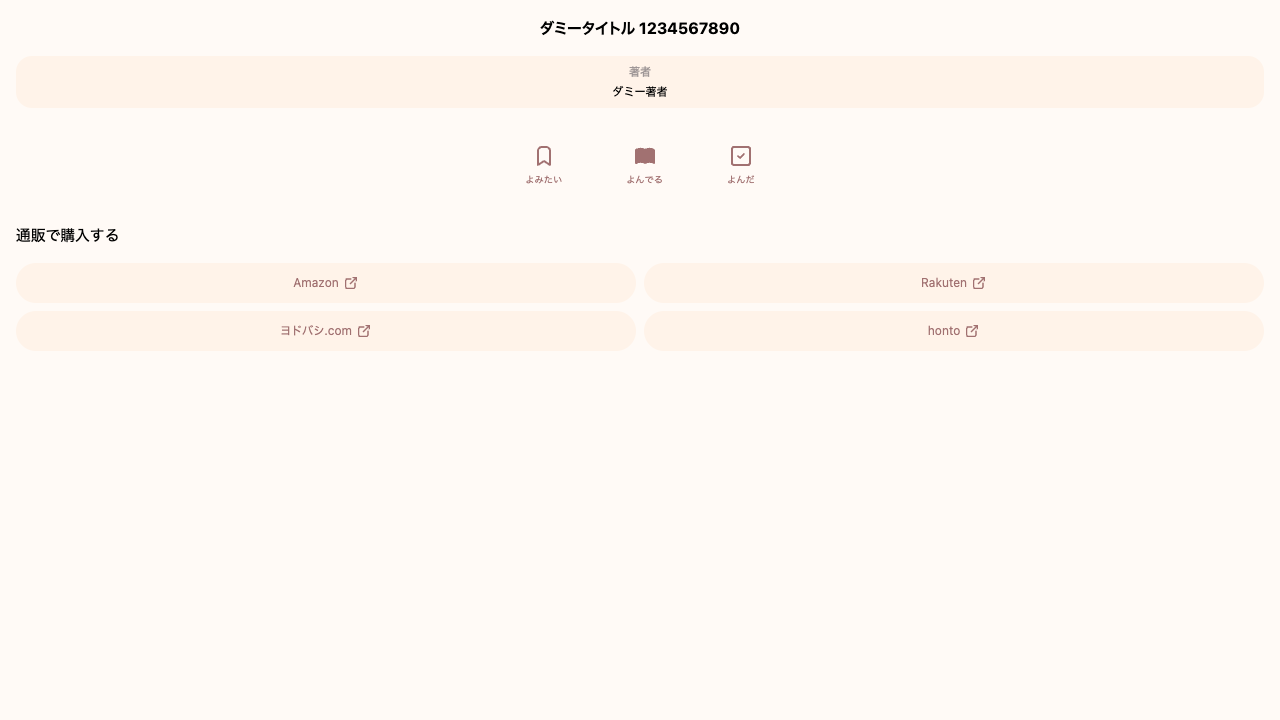 ダミータイトル 1234567890
著者
ダミー著者
よみたい
よんでる
よんだ
通販で購入する
Amazon
Rakuten
ヨドバシ.com
honto